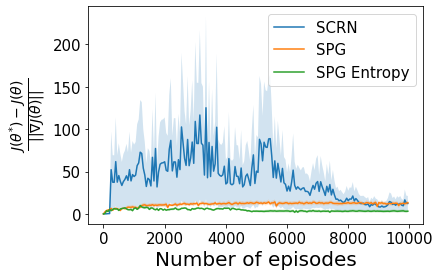 SCRN
SPG
SPG Entropy
200
150
100
50
0
0 2000 4000 6000 8000 10000
Number of episodes
J(θ*) − J(θ)
||∇J(θ)||